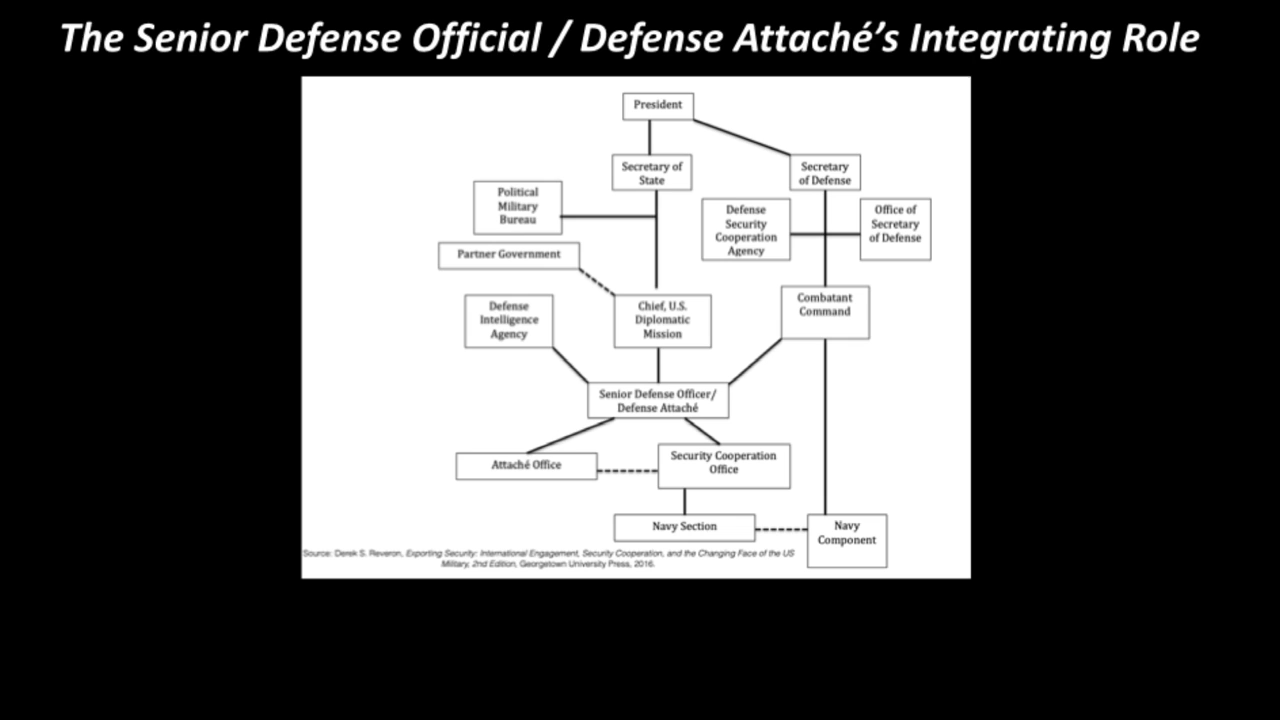 The Senior Defense Official / Defense Attaché’s Integrating Role
President
Secretary of
State
Secretary
of Defense
Political
Military
Bureau
Defense
Security
Cooperation
Agency
Office of
Secretary
of Defense
Partner Government
Defense
Intelligence
Agency
Chief, U.S.
Diplomatic
Mission
Combatant
Command
Senior Defense Officer/
Defense Attaché
Attaché Office
Security Cooperation
Office
Navy Section
Navy
Component
Source: Derek S. Reveron, Exporting Security: International Engagement, Security Cooperation, and the Changing Face of the US
Military, 2nd Edition, Georgetown University Press, 2016.